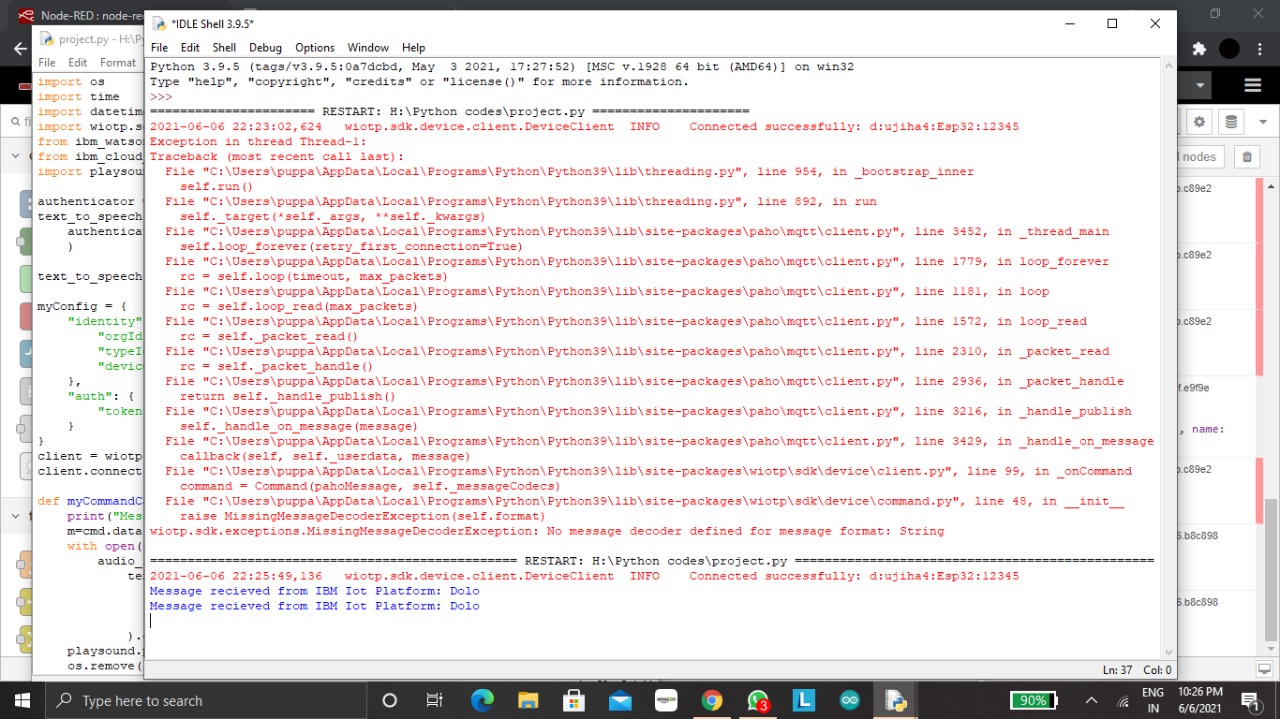 Node-RED : node-re
*IDLE Shell 3.9.5*
project.py - H:\Py
File Edit Format
File Edit Shell Debug Options Window Help
import os
import time
import datetim
import wiotp.s
from ibm_watso
from ibm_cloud
import playsou
authenticator =
text_to_speech
authentica
)
text_to_speech
myConfig = {
"identity"
"orgId
"typeI
"devic
},
"auth": {
"token
}
}
client = wiotp
client.connect
def myCommandC
print("Mes
m=cmd.data
with open(
audio_
te
).
playsound.
os.remove(
Python 3.9.5 (tags/v3.9.5:0a7dcbd, May  3 2021, 17:27:52) [MSC v.1928 64 bit (AMD64)] on win32
Type "help", "copyright", "credits" or "license()" for more information.
>>>
====================== RESTART: H:\Python codes\project.py =====================
2021-06-06 22:23:02,624   wiotp.sdk.device.client.DeviceClient  INFO    Connected successfully: d:ujiha4:Esp32:12345
Exception in thread Thread-1:
Traceback (most recent call last):
File "C:\Users\puppa\AppData\Local\Programs\Python\Python39\lib\threading.py", line 954, in _bootstrap_inner
self.run()
File "C:\Users\puppa\AppData\Local\Programs\Python\Python39\lib\threading.py", line 892, in run
self._target(*self._args, **self._kwargs)
File "C:\Users\puppa\AppData\Local\Programs\Python\Python39\lib\site-packages\paho\mqtt\client.py", line 3452, in _thread_main
self.loop_forever(retry_first_connection=True)
File "C:\Users\puppa\AppData\Local\Programs\Python\Python39\lib\site-packages\paho\mqtt\client.py", line 1779, in loop_forever
rc = self.loop(timeout, max_packets)
File "C:\Users\puppa\AppData\Local\Programs\Python\Python39\lib\site-packages\paho\mqtt\client.py", line 1181, in loop
rc = self.loop_read(max_packets)
File "C:\Users\puppa\AppData\Local\Programs\Python\Python39\lib\site-packages\paho\mqtt\client.py", line 1572, in loop_read
rc = self._packet_read()
File "C:\Users\puppa\AppData\Local\Programs\Python\Python39\lib\site-packages\paho\mqtt\client.py", line 2310, in _packet_read
rc = self._packet_handle()
File "C:\Users\puppa\AppData\Local\Programs\Python\Python39\lib\site-packages\paho\mqtt\client.py", line 2936, in _packet_handle
return self._handle_publish()
File "C:\Users\puppa\AppData\Local\Programs\Python\Python39\lib\site-packages\paho\mqtt\client.py", line 3216, in _handle_publish
self._handle_on_message(message)
File "C:\Users\puppa\AppData\Local\Programs\Python\Python39\lib\site-packages\paho\mqtt\client.py", line 3429, in _handle_on_message
callback(self, self._userdata, message)
File "C:\Users\puppa\AppData\Local\Programs\Python\Python39\lib\site-packages\wiotp\sdk\device\client.py", line 99, in _onCommand
command = Command(pahoMessage, self._messageCodecs)
File "C:\Users\puppa\AppData\Local\Programs\Python\Python39\lib\site-packages\wiotp\sdk\device\command.py", line 48, in __init__
raise MissingMessageDecoderException(self.format)
wiotp.sdk.exceptions.MissingMessageDecoderException: No message decoder defined for message format: String
================================================= RESTART: H:\Python codes\project.py ================================================
2021-06-06 22:25:49,136   wiotp.sdk.device.client.DeviceClient  INFO    Connected successfully: d:ujiha4:Esp32:12345
Message recieved from IBM Iot Platform: Dolo
Message recieved from IBM Iot Platform: Dolo
Ln: 37 Col: 0
fi
l nodes
.c89e2
.c89e2
.c89e2
f.e9f9e
, name:
.c89e2
6.b8c898
6.b8c898
Type here to search
3
90%
ENG
IN
10:26 PM
6/6/2021
1